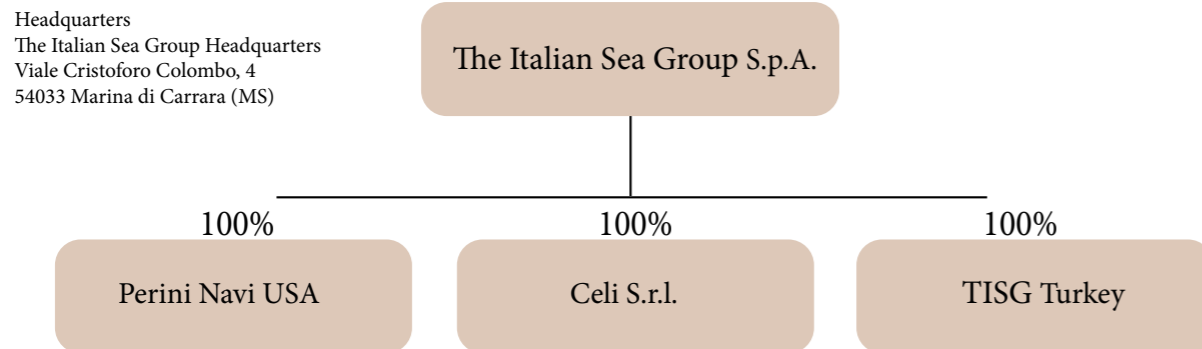 Headquarters
The Italian Sea Group Headquarters
Viale Cristoforo Colombo, 4
54033 Marina di Carrara (MS)
The Italian Sea Group S.p.A.
100%
100%
100%
Perini Navi USA
Celi S.r.l.
TISG Turkey